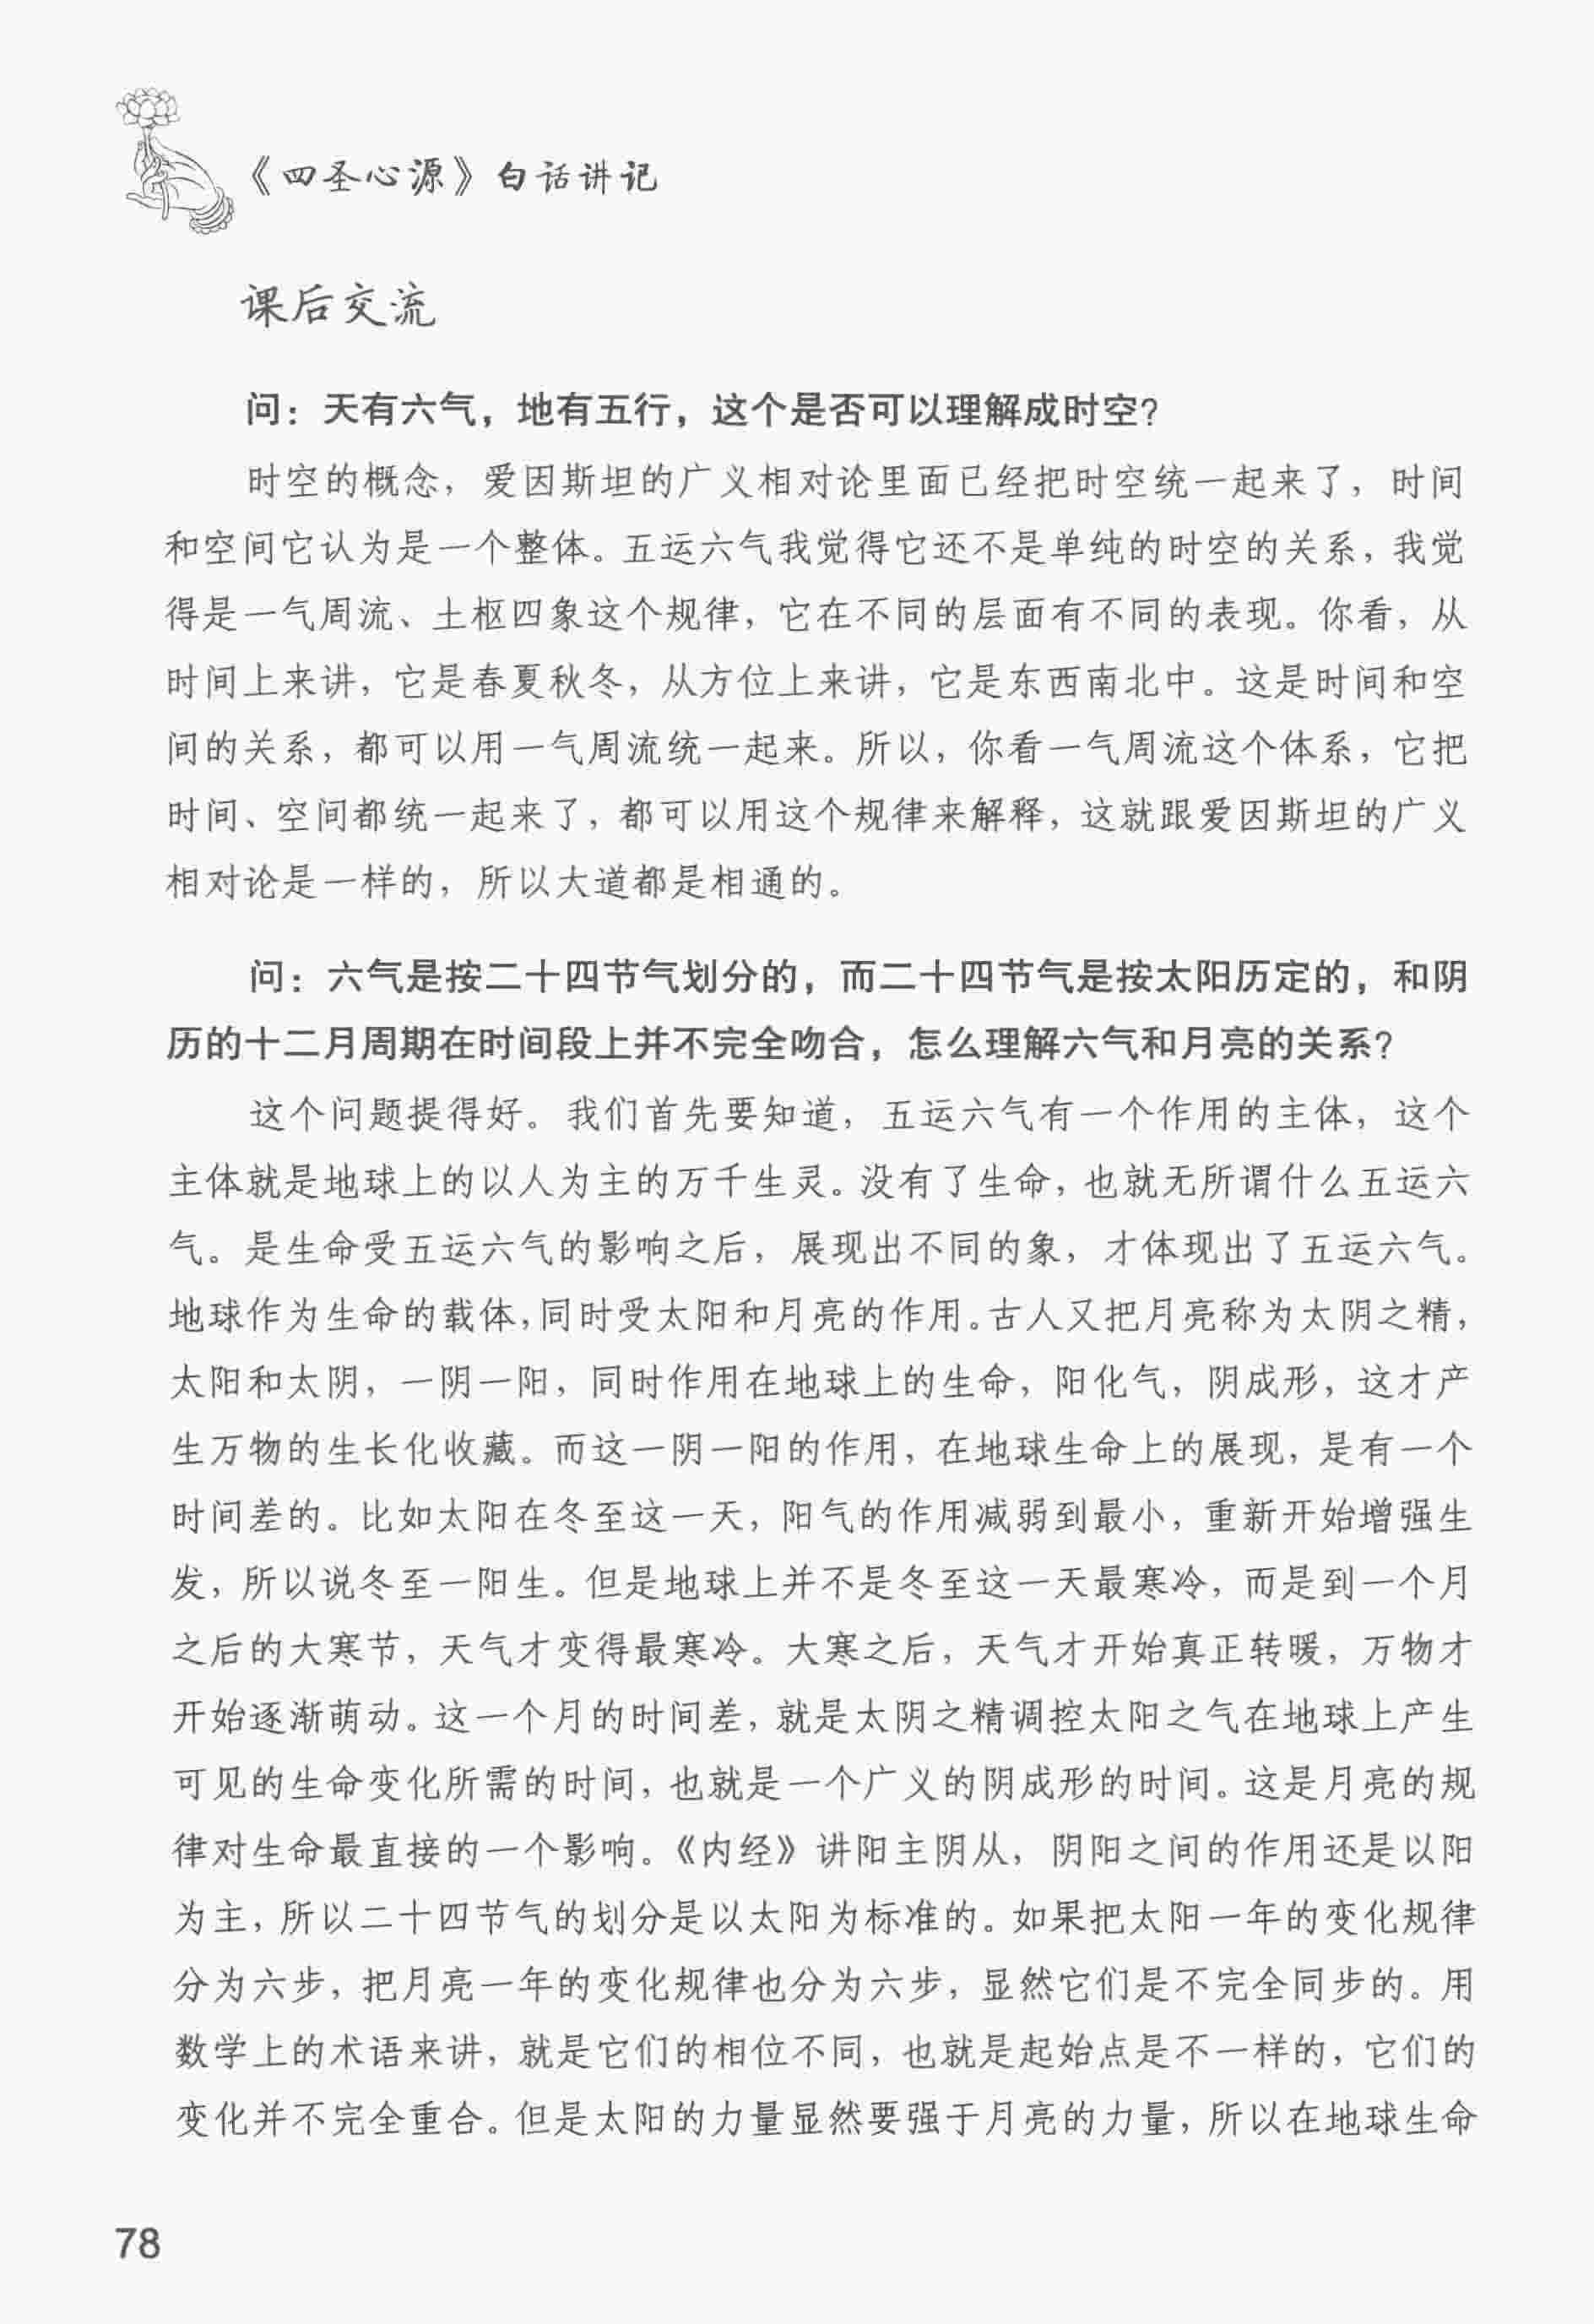 《四圣心源》白话讲记
课后交流
问：天有六气，地有五行，这个是否可以理解成时空？
时空的概念，爱因斯坦的广义相对论里面已经把时空统一起来了，时间
和空间它认为是一个整体。五运六气我觉得它还不是单纯的时空的关系，我觉
得是一气周流、土枢四象这个规律，它在不同的层面有不同的表现。你看，从
时间上来讲，它是春夏秋冬，从方位上来讲，它是东西南北中。这是时间和空
间的关系，都可以用一气周流统一起来。所以，你看一气周流这个体系，它把
时间、空间都统一起来了，都可以用这个规律来解释，这就跟爱因斯坦的广义
相对论是一样的，所以大道都是相通的。
问：六气是按二十四节气划分的，而二十四节气是按太阳历定的，和阴
历的十二月周期在时间段上并不完全吻合，怎么理解六气和月亮的关系？
这个问题提得好。我们首先要知道，五运六气有一个作用的主体，这个
主体就是地球上的以人为主的万千生灵。没有了生命，也就无所谓什么五运六
气。是生命受五运六气的影响之后，展现出不同的象，才体现出了五运六气。
地球作为生命的载体，同时受太阳和月亮的作用。古人又把月亮称为太阴之精，
太阳和太阴，一阴一阳，同时作用在地球上的生命，阳化气，阴成形，这才产
生万物的生长化收藏。而这一阴一阳的作用，在地球生命上的展现，是有一个
时间差的。比如太阳在冬至这一天，阳气的作用减弱到最小，重新开始增强生
发，所以说冬至一阳生。但是地球上并不是冬至这一天最寒冷，而是到一个月
之后的大寒节，天气才变得最寒冷。大寒之后，天气才开始真正转暖，万物才
开始逐渐萌动。这一个月的时间差，就是太阴之精调控太阳之气在地球上产生
可见的生命变化所需的时间，也就是一个广义的阴成形的时间。这是月亮的规
律对生命最直接的一个影响。《内经》讲阳主阴从，阴阳之间的作用还是以阳
为主，所以二十四节气的划分是以太阳为标准的。如果把太阳一年的变化规律
分为六步，把月亮一年的变化规律也分为六步，显然它们是不完全同步的。用
数学上的术语来讲，就是它们的相位不同，也就是起始点是不一样的，它们的
变化并不完全重合。但是太阳的力量显然要强于月亮的力量，所以在地球生命
78